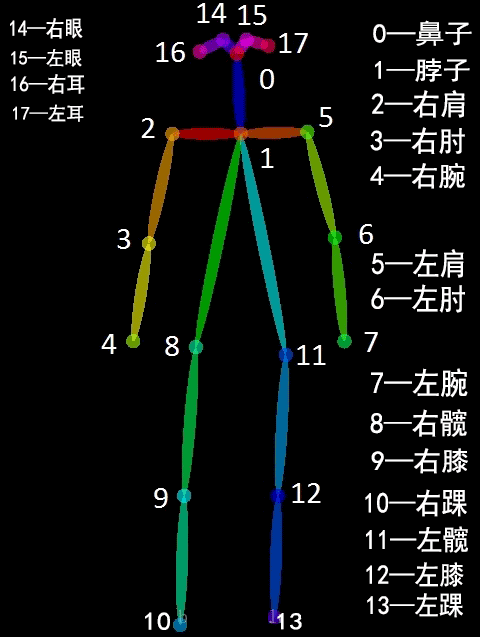 14—右眼
15—左眼
16—右耳
17—左耳
14
15
16
17
0
2
1
5
3
6
4
8
11
7
9
12
10
13
0—鼻子
1—脖子
2—右肩
3—右肘
4—右腕
5—左肩
6—左肘
7—左腕
8—右髋
9—右膝
10—右踝
11—左髋
12—左膝
13—左踝